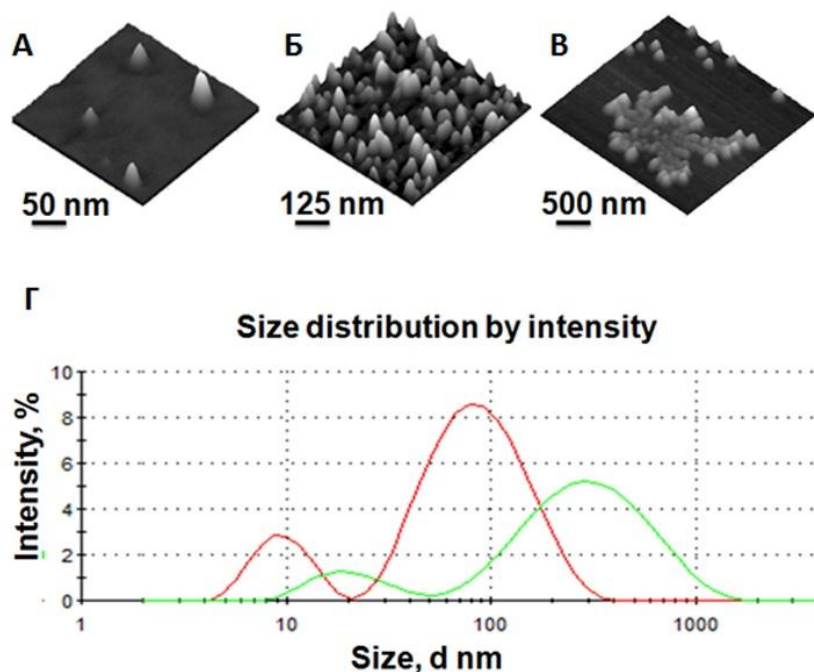 А Б В
50 nm 125 nm 500 nm
Г
Size distribution by intensity
Intensity, %
10
8
6
4
2
0
1 10 100 1000
Size, d nm